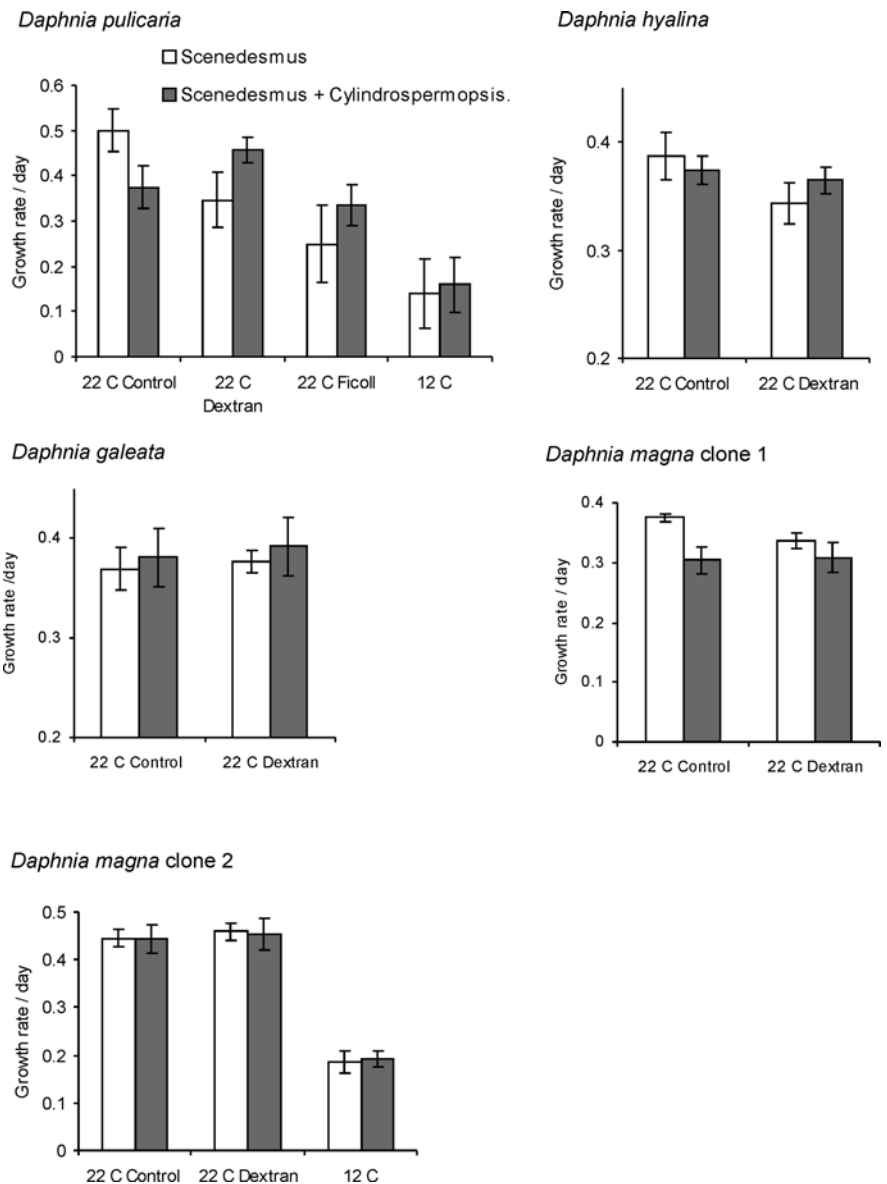 Daphnia pulicaria
Scenedesmus
Scenedesmus + Cylindrospermopsis.
Growth rate / day
0.6
0.5
0.4
0.3
0.2
0.1
0
22 C Control
22 C
Dextran
22 C Ficoll
12 C
Daphnia hyalina
Growth rate / day
0.4
0.3
0.2
22 C Control
22 C Dextran
Daphnia galeata
Growth rate /day
0.4
0.3
0.2
22 C Control
22 C Dextran
Daphnia magna clone 1
Growth rate / day
0.4
0.3
0.2
0.1
0
22 C Control
22 C Dextran
Daphnia magna clone 2
Growth rate / day
0.5
0.4
0.3
0.2
0.1
0
22 C Control
22 C Dextran
12 C